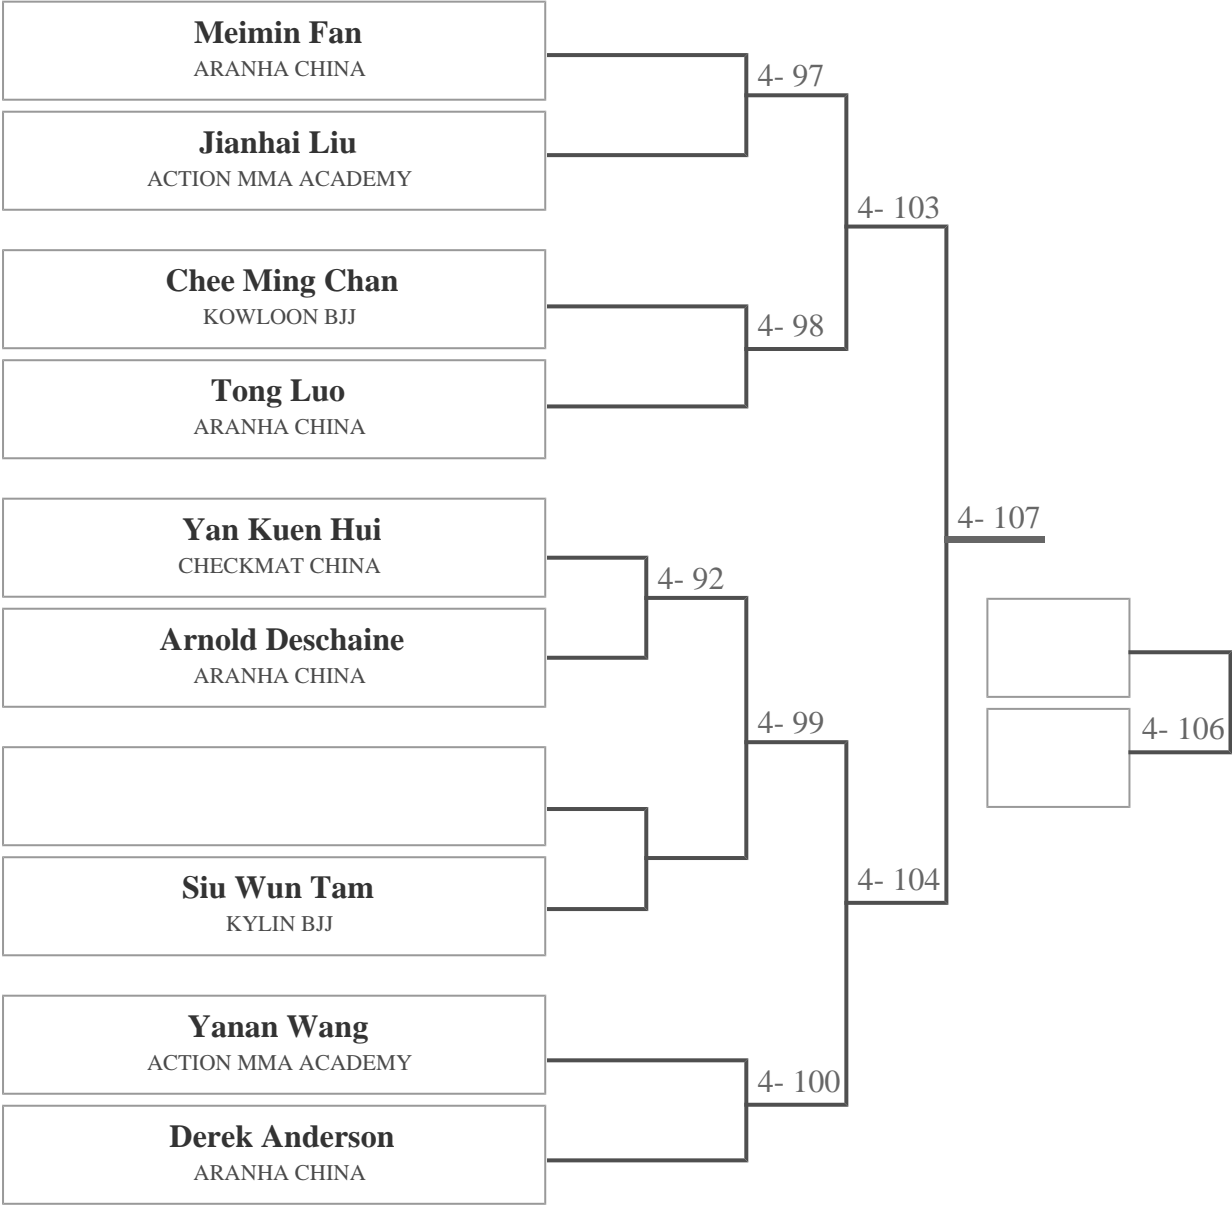 Meimin Fan
ARANHA CHINA
4- 97
Jianhai Liu
ACTION MMA ACADEMY
4- 103
Chee Ming Chan
KOWLOON BJJ
4- 98
Tong Luo
ARANHA CHINA
Yan Kuen Hui
CHECKMAT CHINA
4- 107
4- 92
Arnold Deschaine
ARANHA CHINA
4- 99
4- 106
Siu Wun Tam
KYLIN BJJ
4- 104
Yanan Wang
ACTION MMA ACADEMY
4- 100
Derek Anderson
ARANHA CHINA